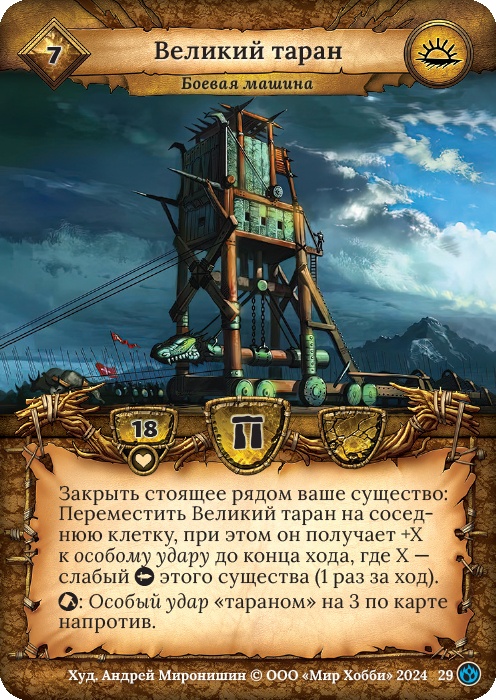 7
Великий таран
Боевая машина
18
Закрыть стоящее рядом ваше существо:
Переместить Великий таран на сосед-
нюю клетку, при этом он получает +X
к особому удару до конца хода, где X —
слабый этого существа (1 раз за ход).
: Особый удар «тараном» на 3 по карте
напротив.
Худ. Андрей Миронишин © ООО «Мир Хобби» 2024 29